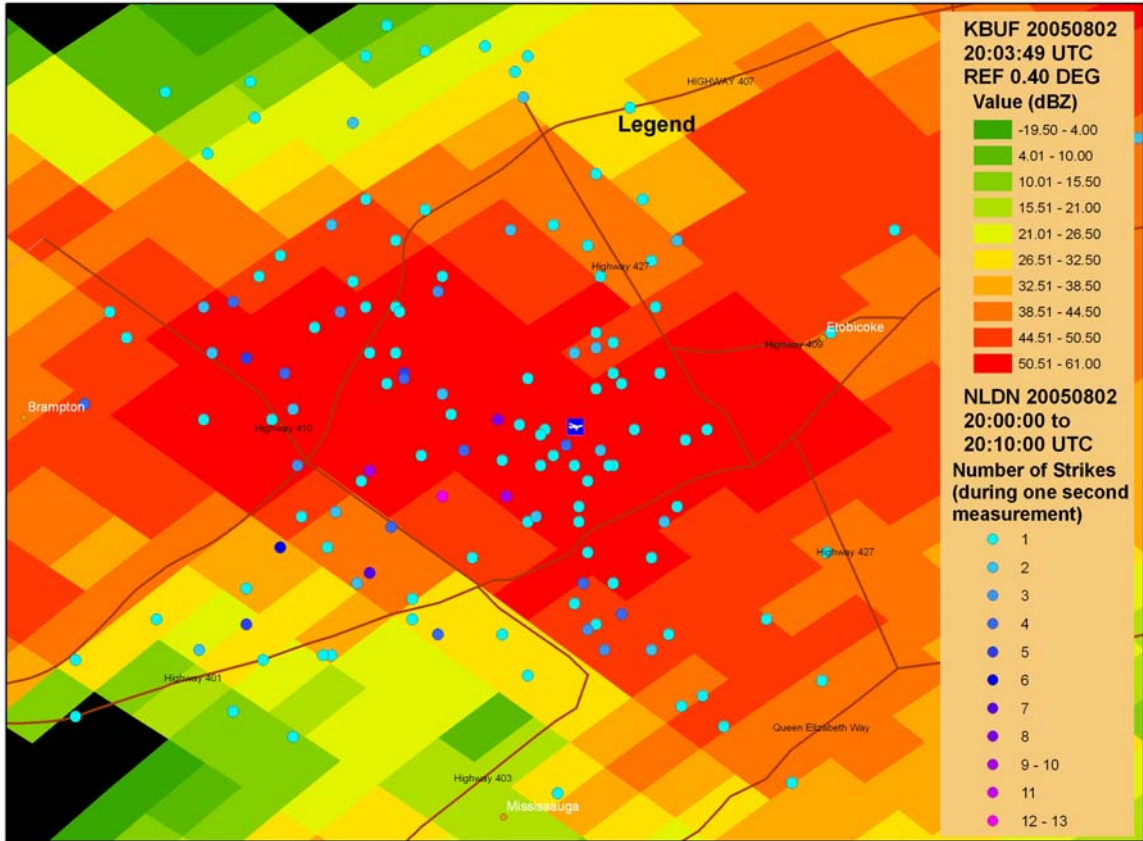 KBUF 20050802
20:03:49 UTC
REF 0.40 DEG
Value (dBZ)
-19.50 - 4.00
4.01 - 10.00
10.01 - 15.50
15.51 - 21.00
21.01 - 26.50
26.51 - 32.50
32.51 - 38.50
38.51 - 44.50
44.51 - 50.50
50.51 - 61.00
NLDN 20050802
20:00:00 to
20:10:00 UTC
Number of Strikes
(during one second
measurement)
1
2
3
4
5
6
7
8
9 - 10
11
12 - 13
HIGHWAY 407
Legend
Highway 427
Etobicoke
Highway 409
Brampton
Highway 410
Highway 427
Highway 401
Queen Elizabeth Way
Highway 403
Mississauga